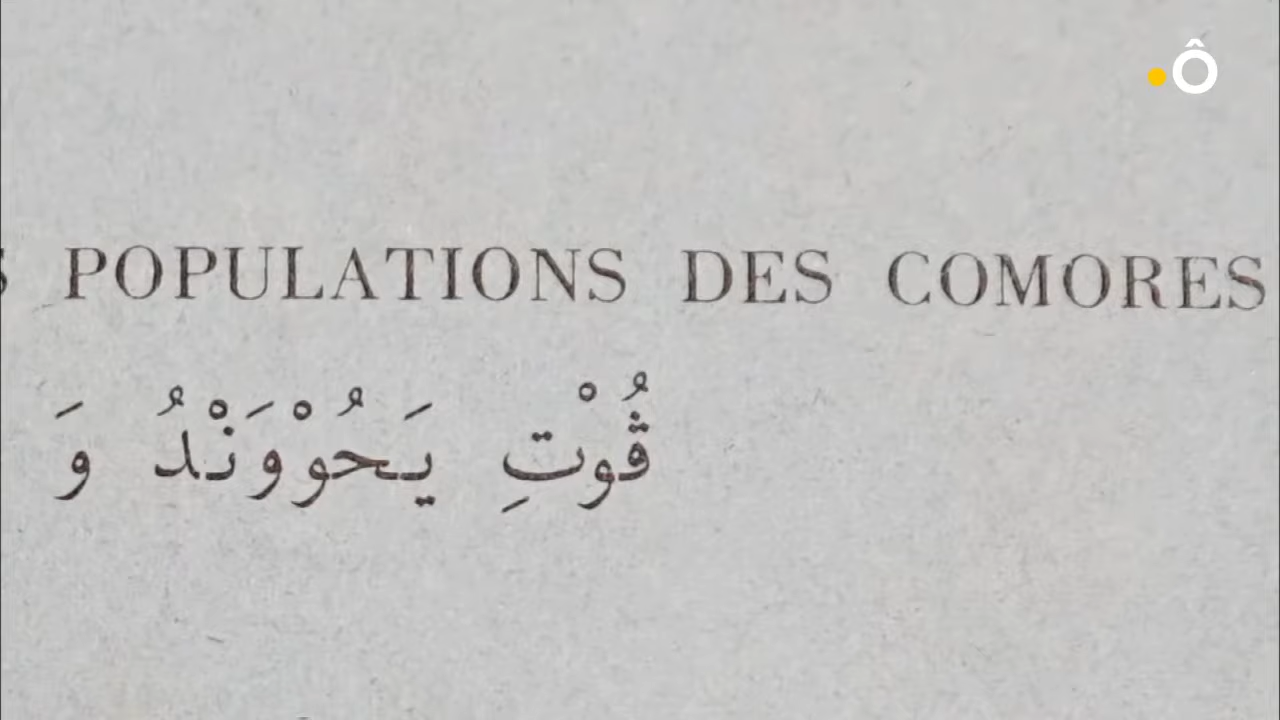 Ô
POPULATIONS DES COMORES
ڤُوْتِ يَحُوْوَنْدُ وَ